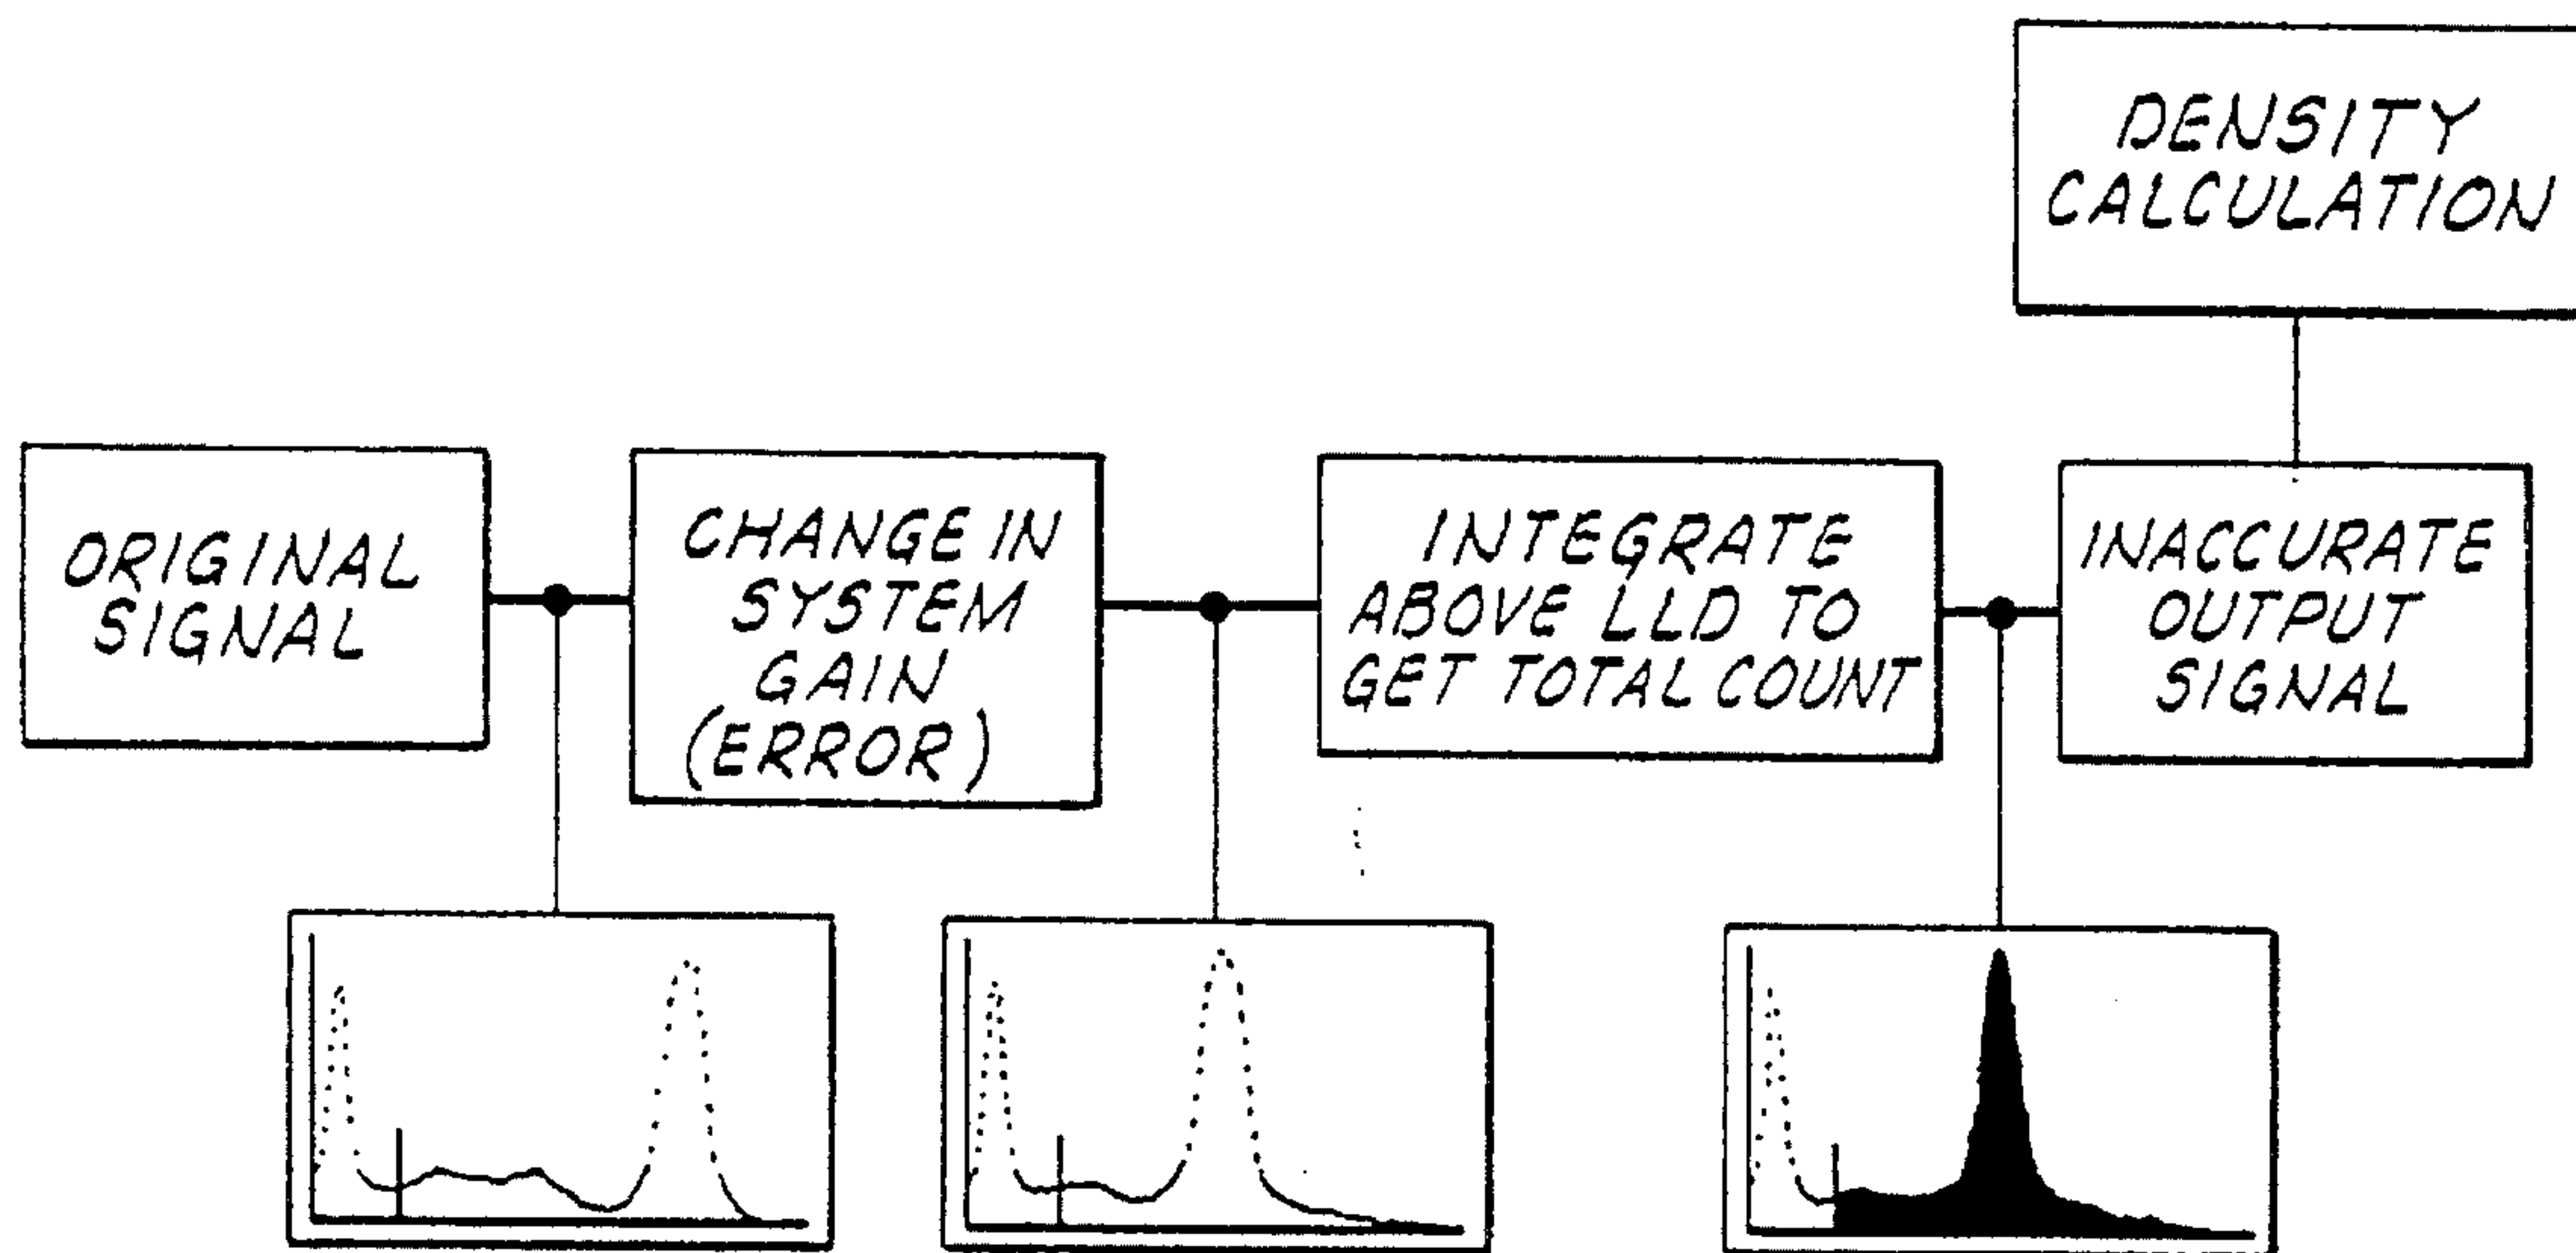 DENSITY
CALCULATION
ORIGINAL
SIGNAL
CHANGE IN
SYSTEM
GAIN
(ERROR)
INTEGRATE
ABOVE LLD TO
GET TOTAL COUNT
INACCURATE
OUTPUT
SIGNAL